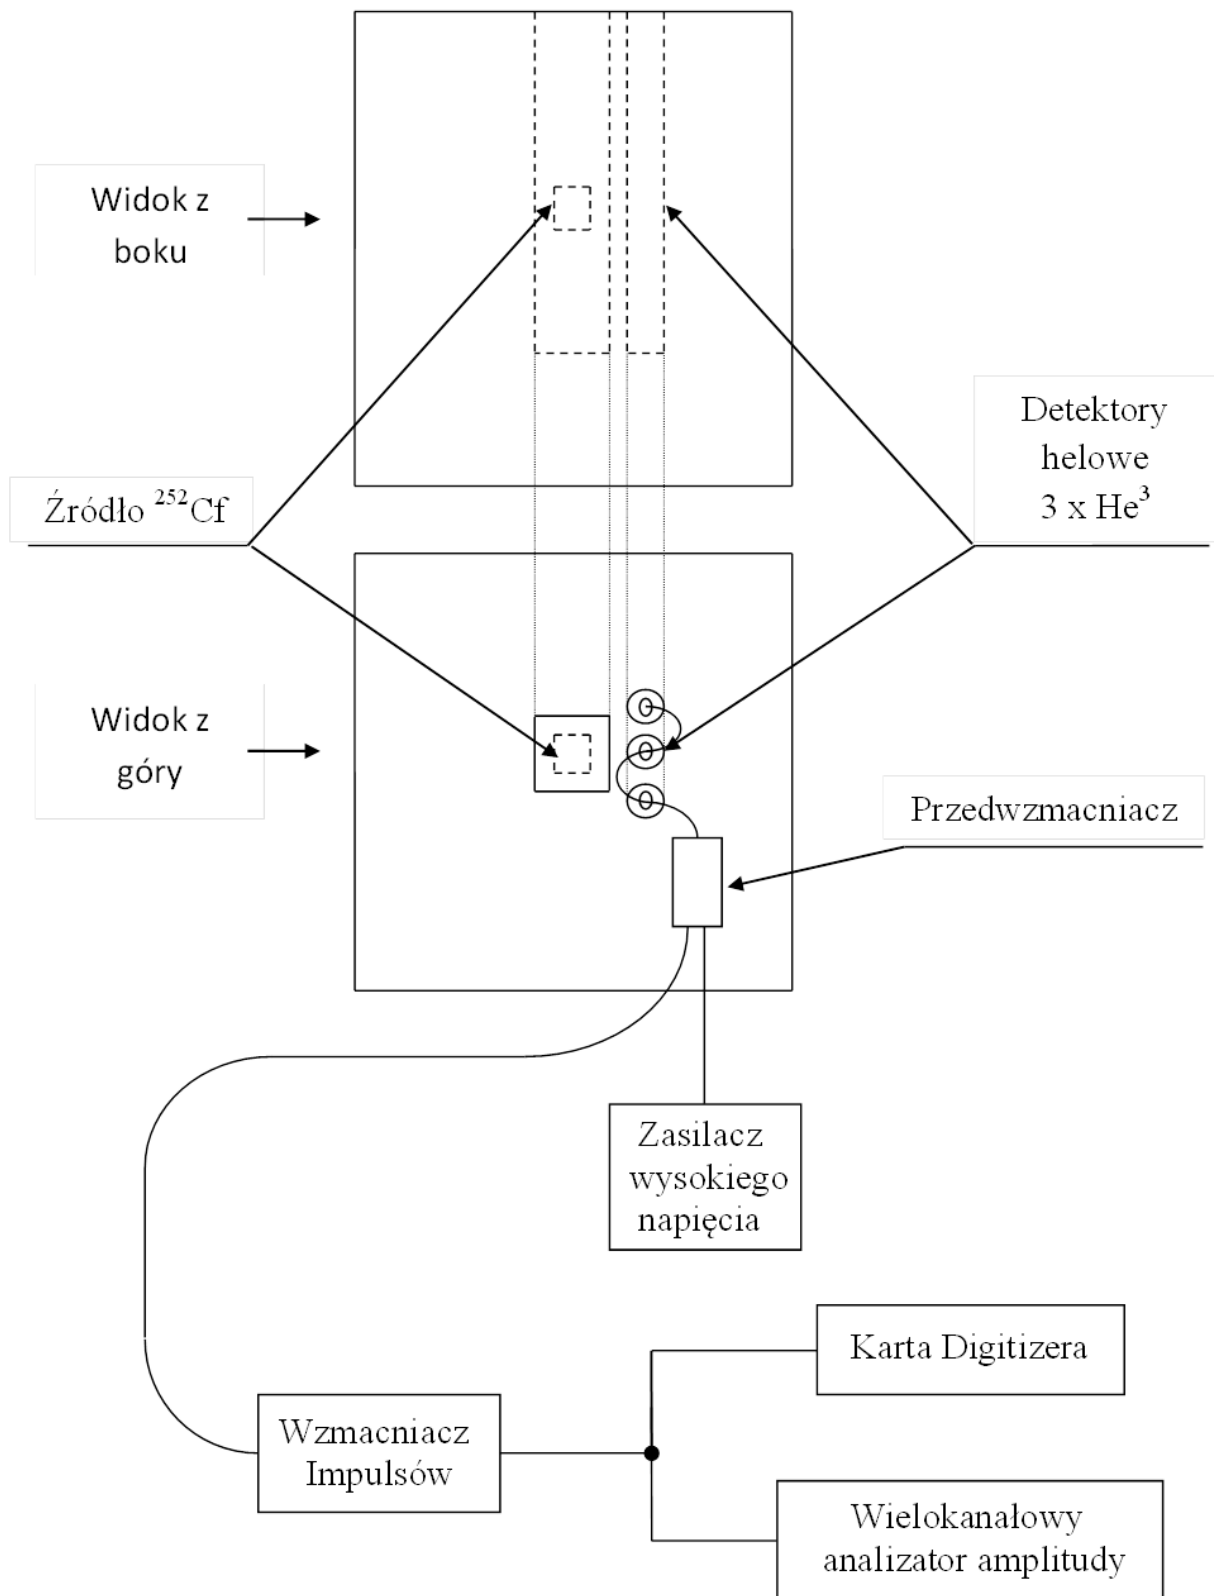 Widok z
boku
Detektory
helowe
3 x He³
Źródło ²⁵²Cf
Widok z
góry
Przedwzmacniacz
Zasilacz
wysokiego
napięcia
Karta Digitizera
Wzmacniacz
Impulsów
Wielokanałowy
analizator amplitudy